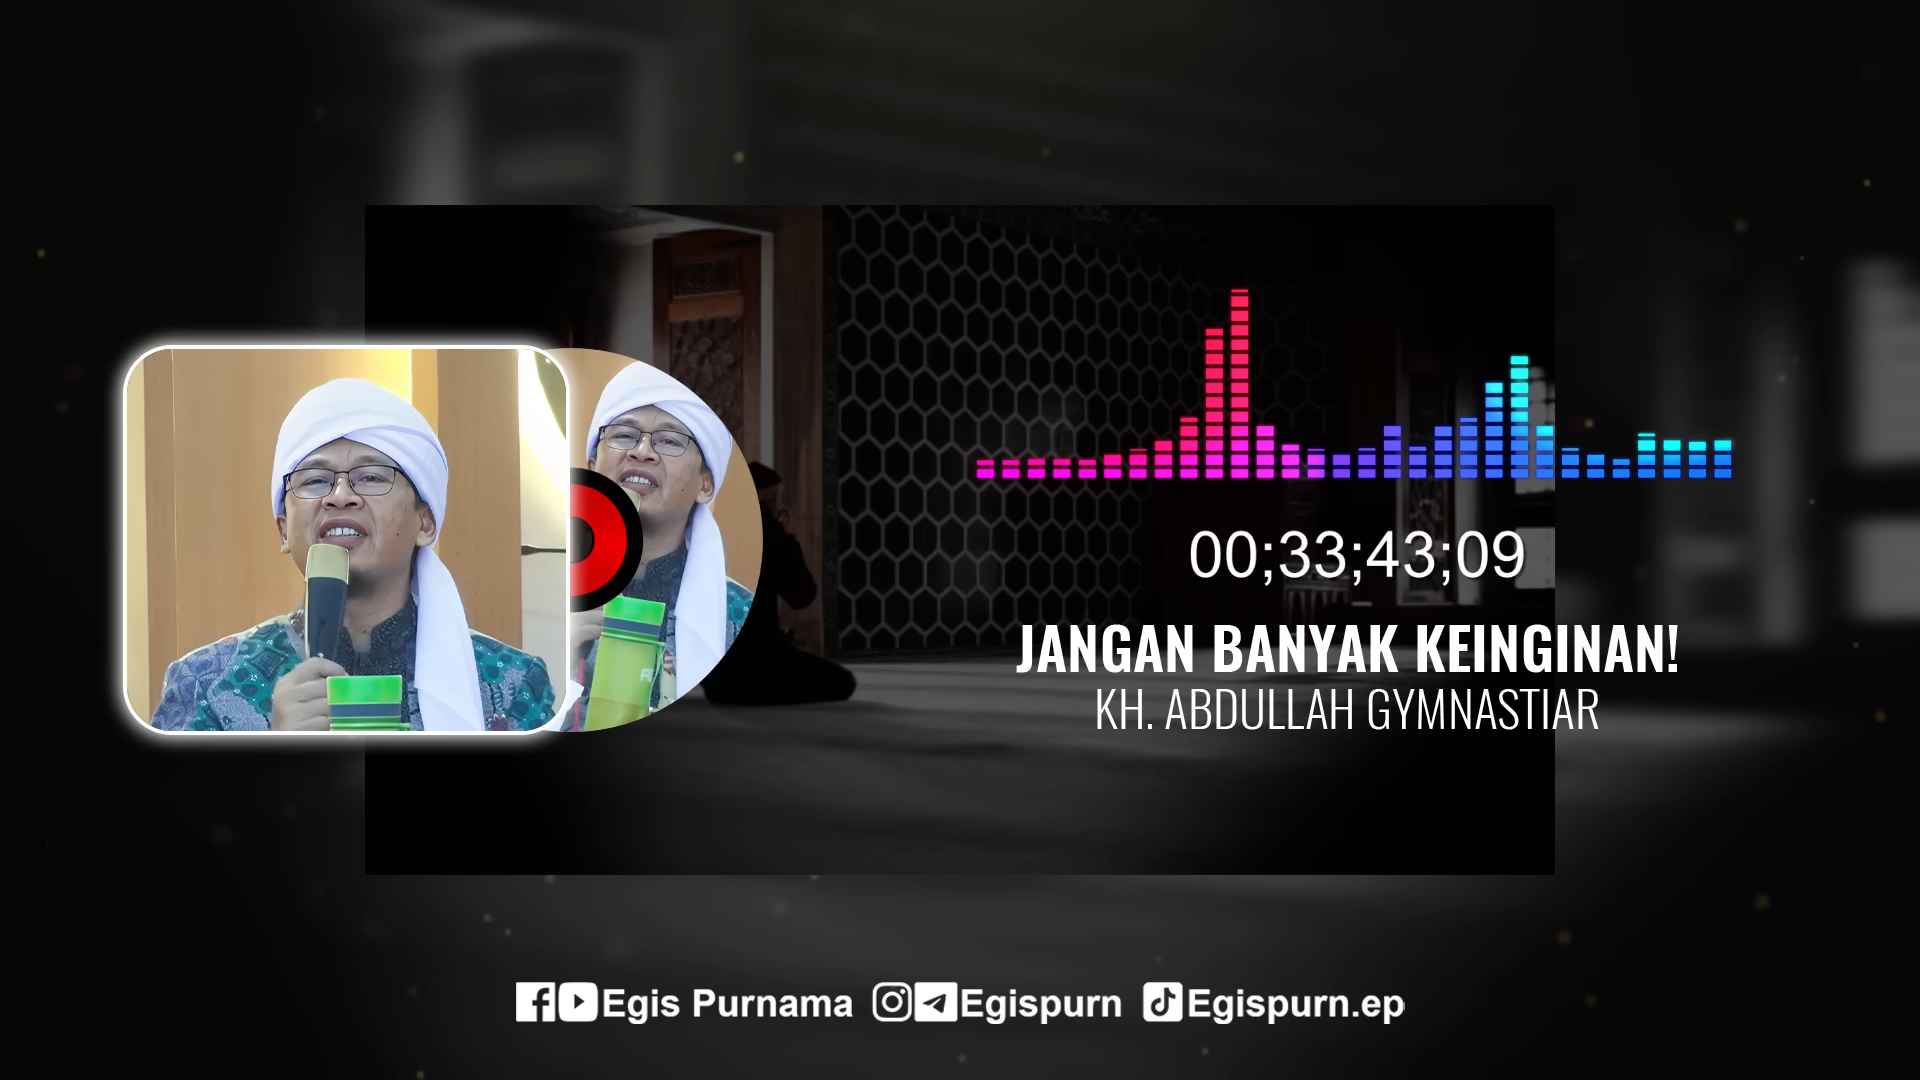 00;33;43;09
JANGAN BANYAK KEINGINAN!
KH. ABDULLAH GYMNASTIAR
Egis Purnama Egispurn Egispurn.ep